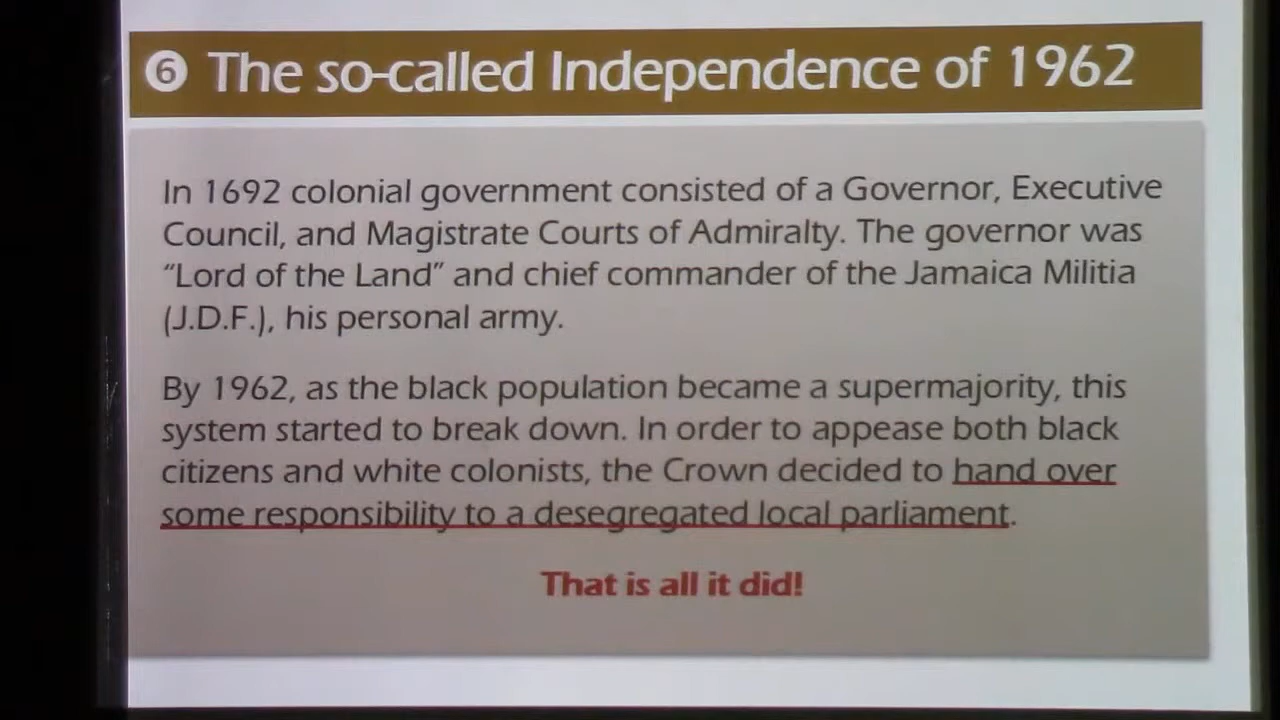 6 The so-called Independence of 1962
In 1692 colonial government consisted of a Governor, Executive
Council, and Magistrate Courts of Admiralty. The governor was
“Lord of the Land” and chief commander of the Jamaica Militia
(J.D.F.), his personal army.
By 1962, as the black population became a supermajority, this
system started to break down. In order to appease both black
citizens and white colonists, the Crown decided to hand over
some responsibility to a desegregated local parliament.
That is all it did!